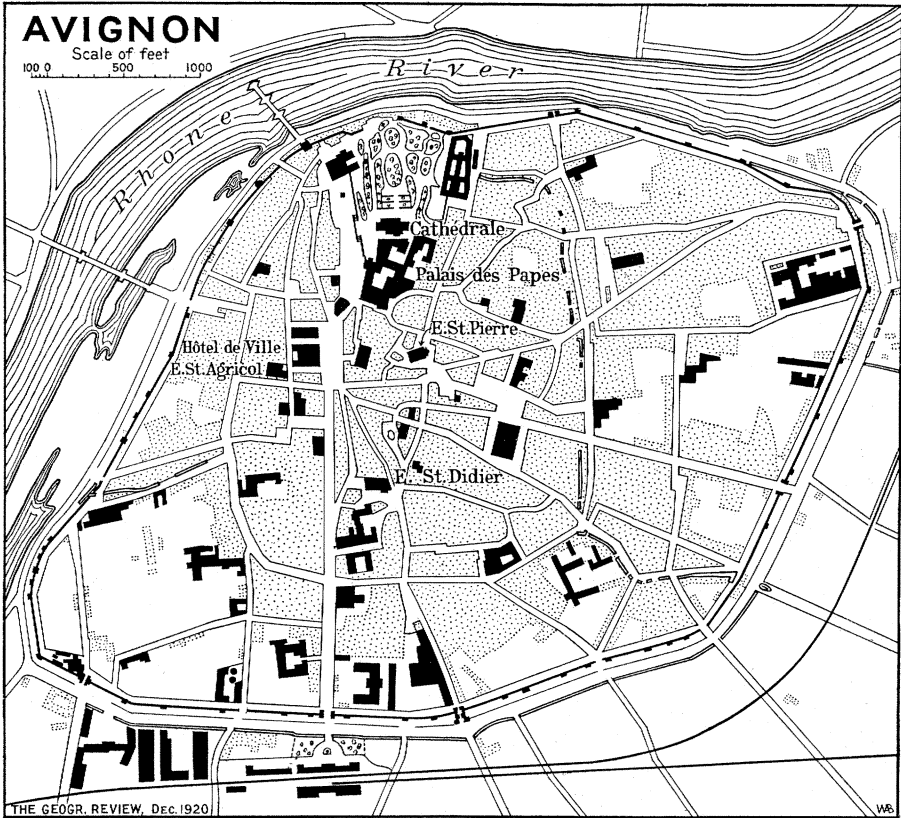 AVIGNON
Scale of feet
100 0 500 1000
Rhone River
Cathédrale
Palais des Papes
E.St.Pierre
Hôtel de Ville
E.St.Agricol
E. St.Didier
THE GEOGR. REVIEW, DEC.1920